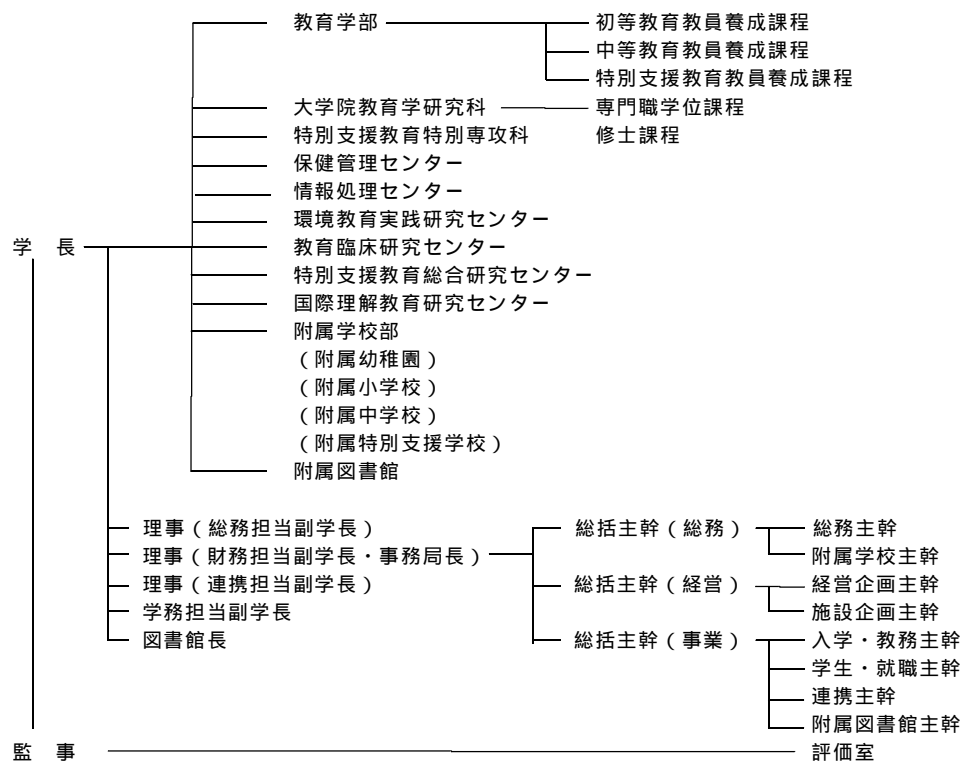 教育学部 初等教育教員養成課程
中等教育教員養成課程
特別支援教育教員養成課程
大学院教育学研究科 専門職学位課程
特別支援教育特別専攻科 修士課程
保健管理センター
情報処理センター
環境教育実践研究センター
学 長 教育臨床研究センター
特別支援教育総合研究センター
国際理解教育研究センター
附属学校部
(附属幼稚園)
(附属小学校)
(附属中学校)
(附属特別支援学校)
附属図書館
理事(総務担当副学長) 総括主幹(総務) 総務主幹
理事(財務担当副学長・事務局長) 附属学校主幹
理事(連携担当副学長) 総括主幹(経営) 経営企画主幹
学務担当副学長 施設企画主幹
図書館長 総括主幹(事業) 入学・教務主幹
学生・就職主幹
連携主幹
附属図書館主幹
監 事 評価室